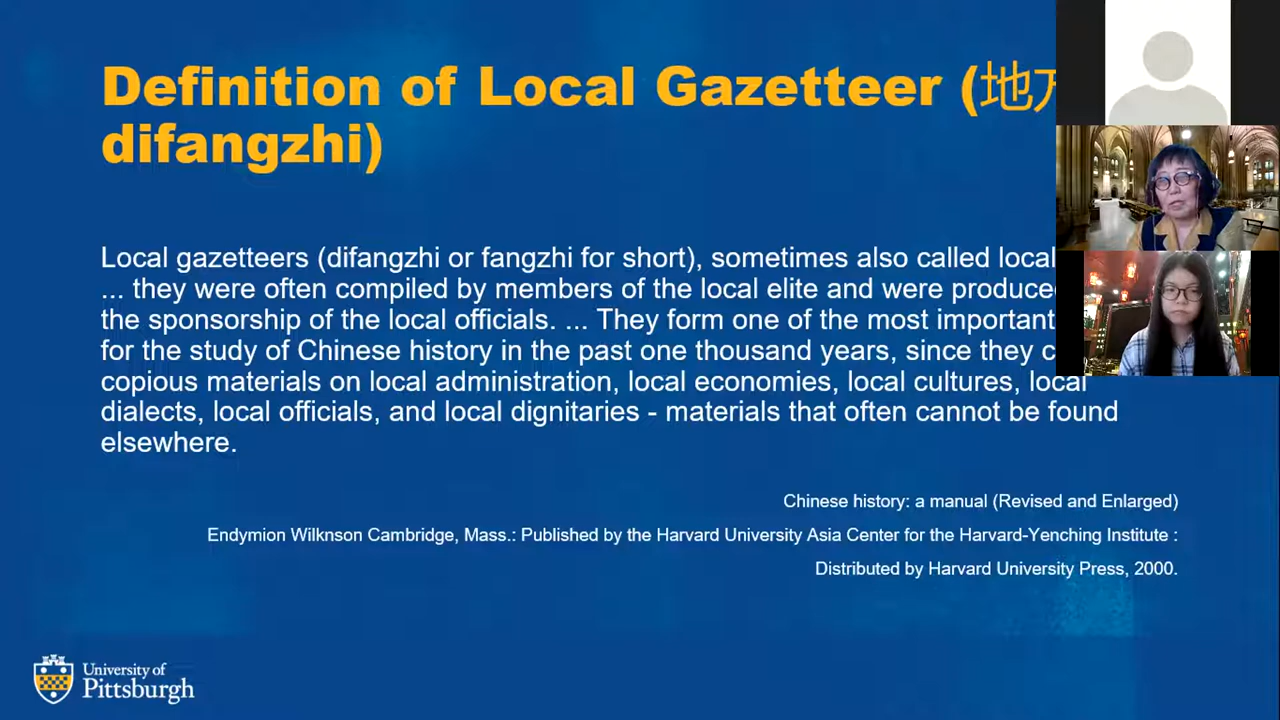 Definition of Local Gazetteer (地
difangzhi)
Local gazetteers (difangzhi or fangzhi for short), sometimes also called local
... they were often compiled by members of the local elite and were
the sponsorship of the local officials. ... They form one of the most important
for the study of Chinese history in the past one thousand years, since they
copious materials on local administration, local economies, local cultures, local
dialects, local officials, and local dignitaries - materials that often cannot be found
elsewhere.
Chinese history: a manual (Revised and Enlarged)
Endymion Wilknson Cambridge, Mass.: Published by the Harvard University Asia Center for the Harvard-Yenching Institute :
Distributed by Harvard University Press, 2000.
University of
Pittsburgh